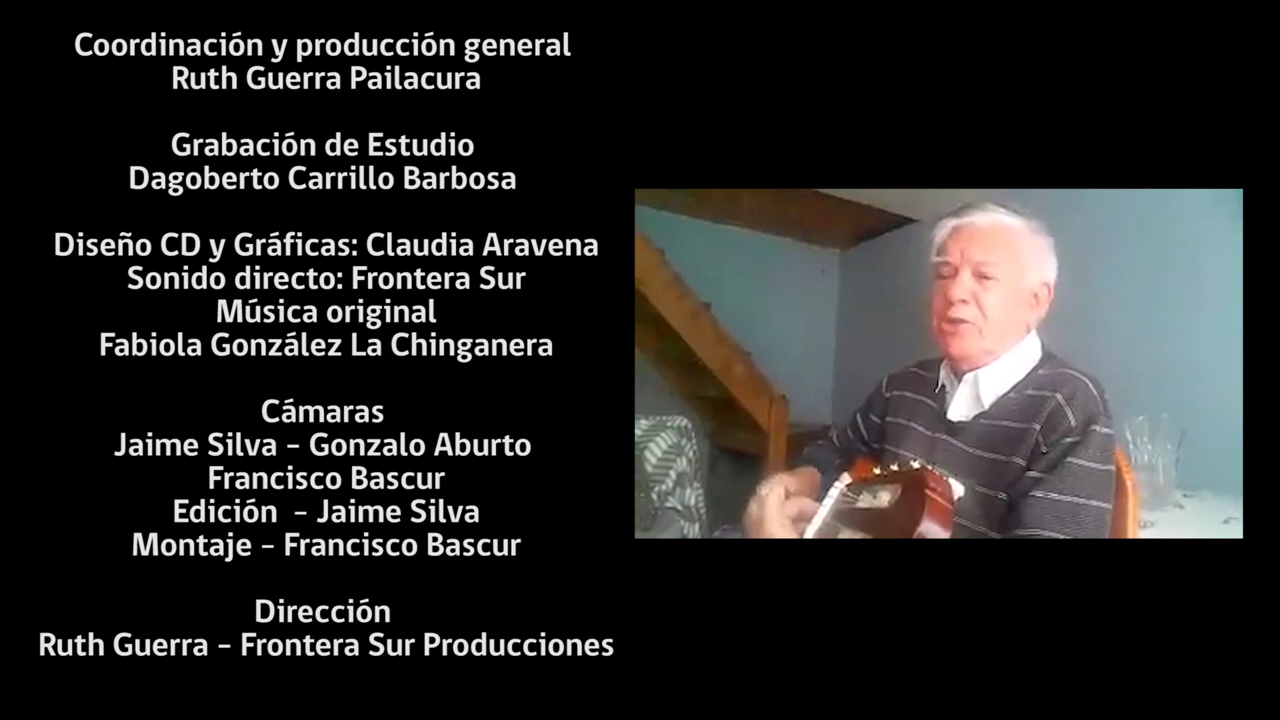 Coordinación y producción general
Ruth Guerra Pailacura
Grabación de Estudio
Dagoberto Carrillo Barbosa
Diseño CD y Gráficas: Claudia Aravena
Sonido directo: Frontera Sur
Música original
Fabiola González La Chinganera
Cámaras
Jaime Silva – Gonzalo Aburto
Francisco Bascur
Edición – Jaime Silva
Montaje – Francisco Bascur
Dirección
Ruth Guerra – Frontera Sur Producciones